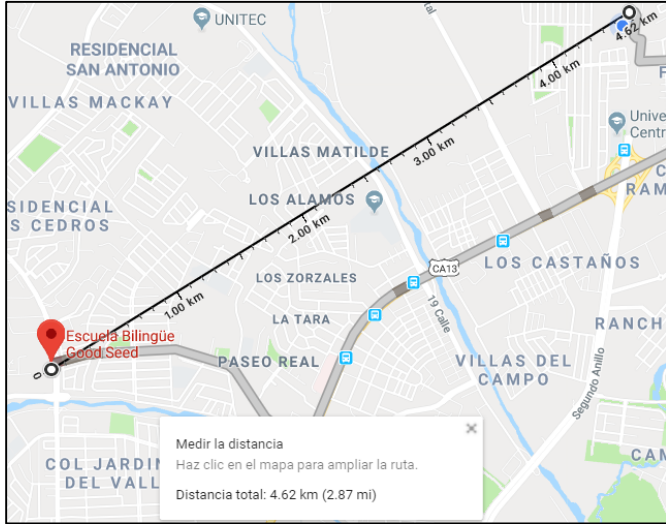 UNITEC
RESIDENCIAL
SAN ANTONIO
VILLAS MACKAY
4.62 km
4.00 km
Unive
Centr
VILLAS MATILDE
3.00 km
RAM
SIDENCIAL
S CEDROS
LOS ALAMOS
2.00 km
CA13
LOS CASTAÑOS
LOS ZORZALES
1.00 km
19 Calle
LA TARA
RANCH
Escuela Bilingüe
Good Seed
PASEO REAL
VILLAS DEL
CAMPO
0
Segundo Anillo
Medir la distancia
Haz clic en el mapa para ampliar la ruta.
Distancia total: 4.62 km (2.87 mi)
COL JARDIN
DEL VALL
CAM